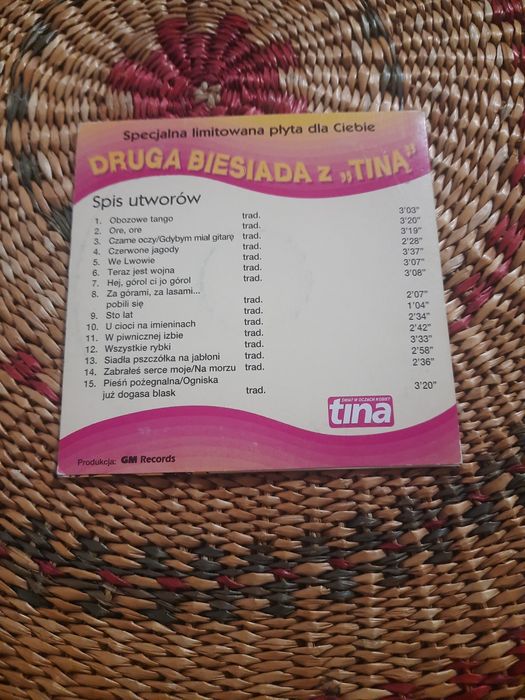 Specjalna limitowana płyta dla Ciebie
DRUGA BIESIADA z „TINĄ”
Spis utworów
1. Obozowe tango trad. 3'03"
2. Ore, ore trad. 3'20"
3. Czarne oczy/Gdybym miał gitarę trad. 3'19"
4. Czerwone jagody trad. 2'28"
5. We Lwowie trad. 3'37"
6. Teraz jest wojna trad. 3'07"
7. Hej, górol ci jo górol trad. 3'08"
8. Za górami, za lasami...
pobili się trad. 2'07"
9. Sto lat trad. 1'04"
10. U cioci na imieninach trad. 2'34"
11. W piwnicznej izbie trad. 2'42"
12. Wszystkie rybki trad. 3'33"
13. Siadła pszczółka na jabłoni trad. 2'58"
14. Zabrałeś serce moje/Na morzu trad. 2'36"
15. Pieśń pożegnalna/Ogniska
już dogasa blask trad. 3'20"
ŚWIAT W OCZACH KOBIET
tina
Produkcja: GM Records